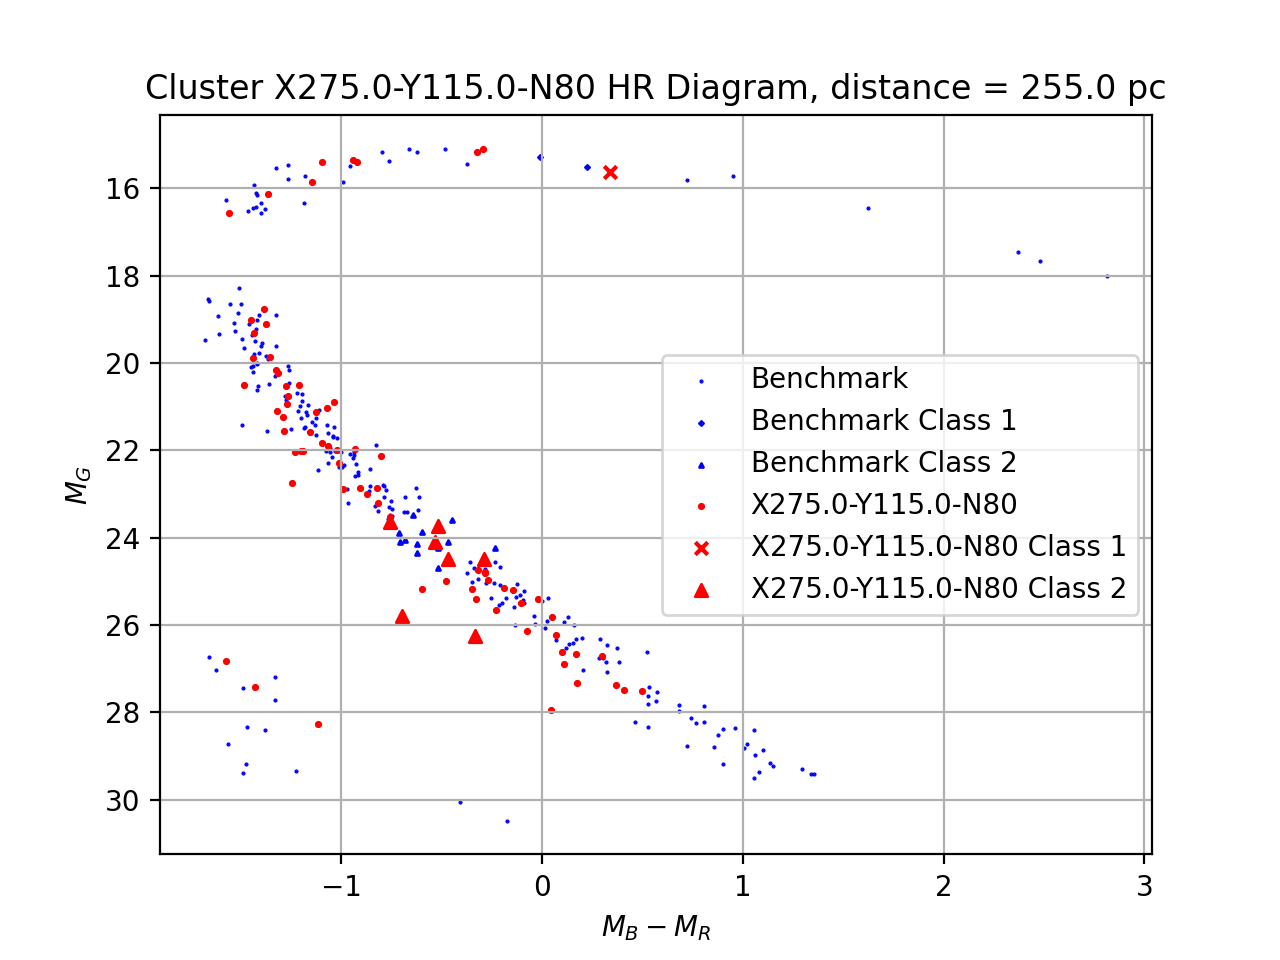 Cluster X275.0-Y115.0-N80 HR Diagram, distance = 255.0 pc
16
18
20
22
24
26
28
30
M_G
Benchmark
Benchmark Class 1
Benchmark Class 2
X275.0-Y115.0-N80
X275.0-Y115.0-N80 Class 1
X275.0-Y115.0-N80 Class 2
−1 0 1 2 3
M_B − M_R